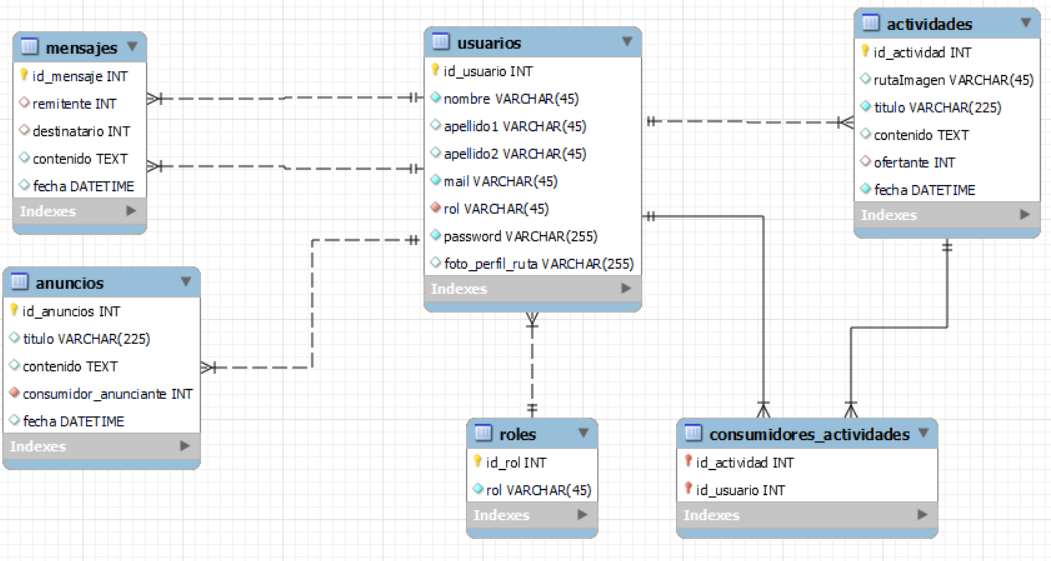 mensajes
id_mensaje INT
remitente INT
destinatario INT
contenido TEXT
fecha DATETIME
Indexes
usuarios
id_usuario INT
nombre VARCHAR(45)
apellido1 VARCHAR(45)
apellido2 VARCHAR(45)
mail VARCHAR(45)
rol VARCHAR(45)
password VARCHAR(255)
foto_perfil_ruta VARCHAR(255)
Indexes
actividades
id_actividad INT
rutaImagen VARCHAR(45)
titulo VARCHAR(225)
contenido TEXT
ofertante INT
fecha DATETIME
Indexes
anuncios
id_anuncios INT
titulo VARCHAR(225)
contenido TEXT
consumidor_anunciante INT
fecha DATETIME
Indexes
roles
id_rol INT
rol VARCHAR(45)
Indexes
consumidores_actividades
id_actividad INT
id_usuario INT
Indexes